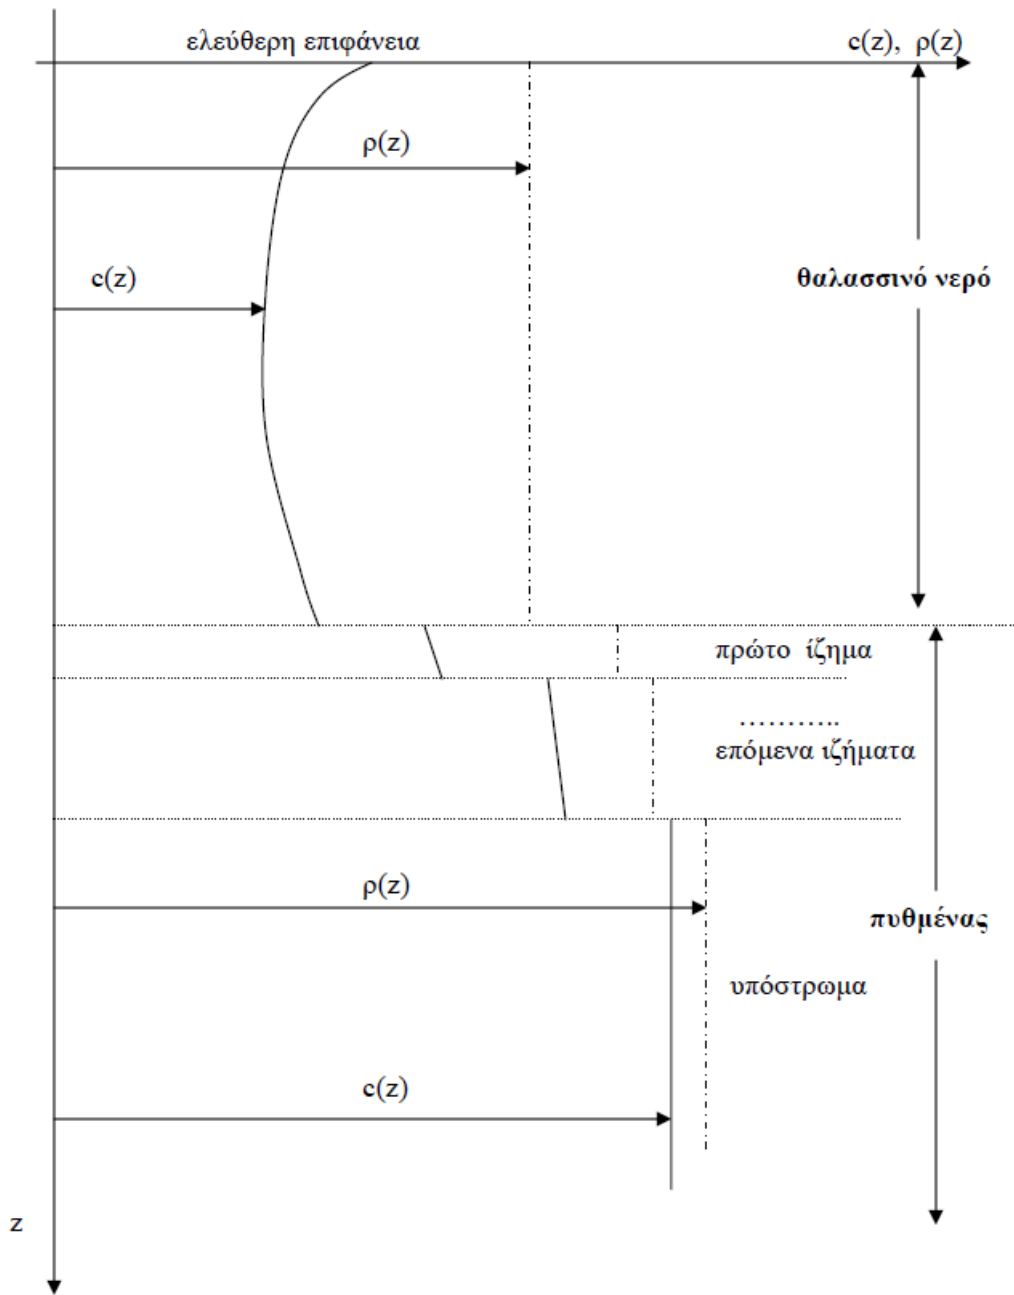 ελεύθερη επιφάνεια
c(z), ρ(z)
ρ(z)
c(z)
θαλασσινό νερό
πρώτο ίζημα
………..
επόμενα ιζήματα
ρ(z)
πυθμένας
υπόστρωμα
c(z)
z